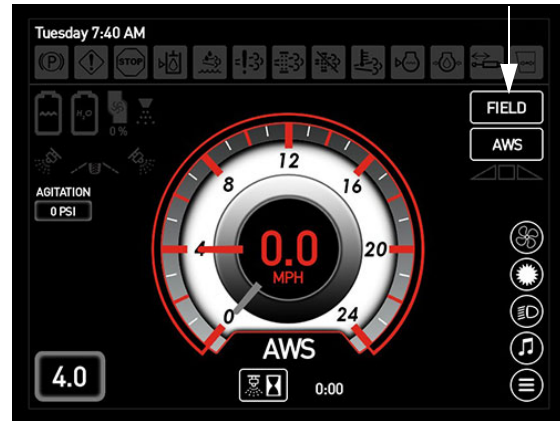 Tuesday 7:40 AM
(P)
STOP
H₂O
0 %
FIELD
AWS
AGITATION
0 PSI
0
4
8
12
16
20
24
0.0
MPH
AWS
4.0
0:00